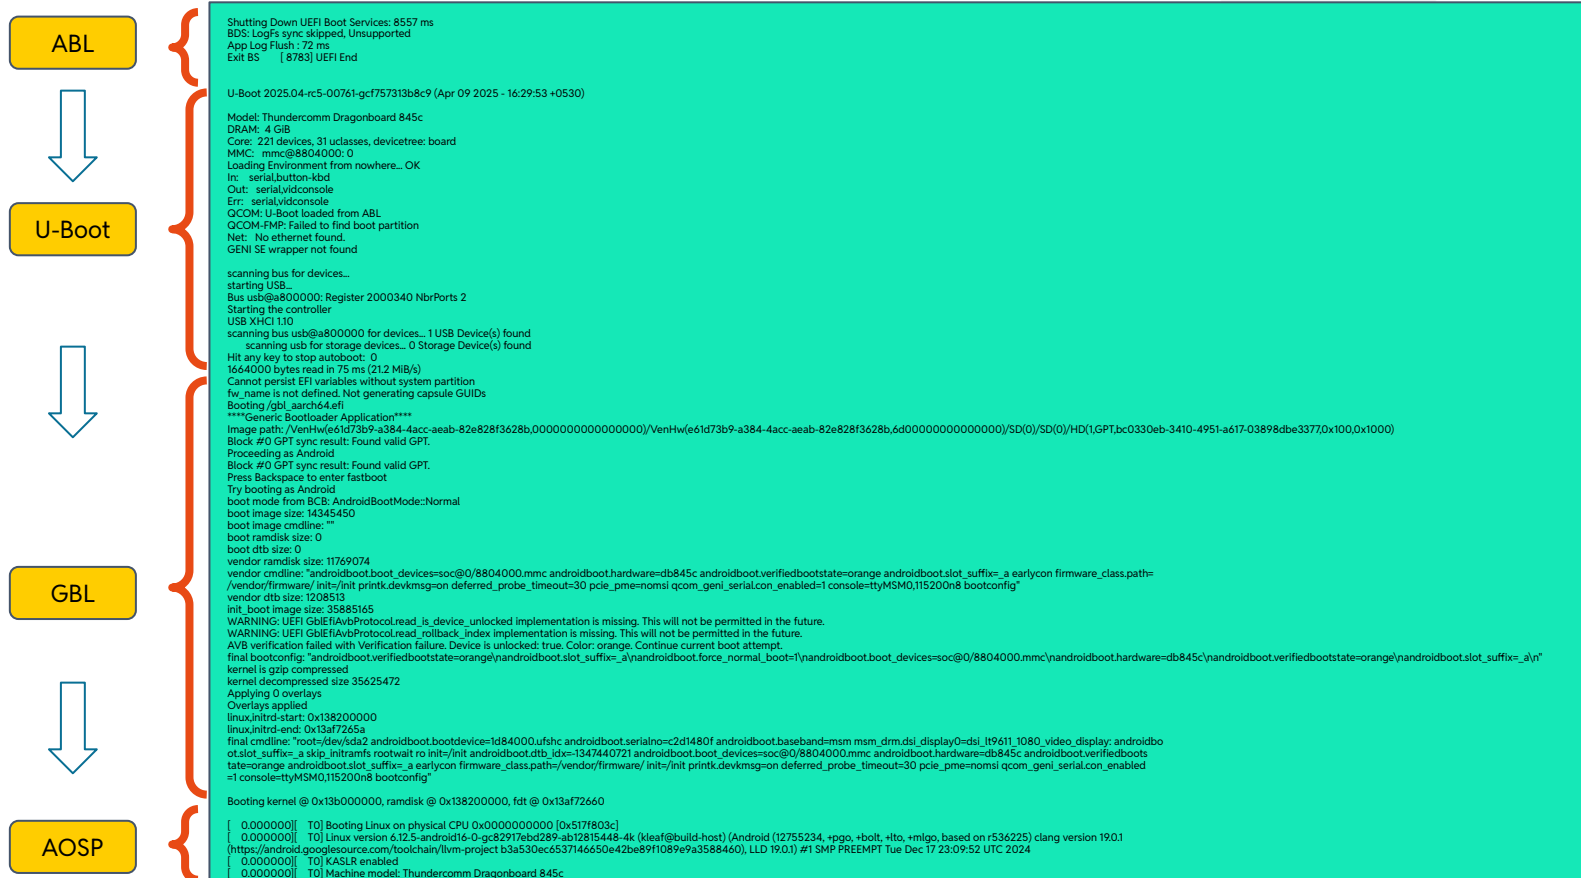 ABL
Shutting Down UEFI Boot Services: 8557 ms
BDS: LogFs sync skipped, Unsupported
App Log Flush : 72 ms
Exit BS [ 8783] UEFI End
U-Boot
U-Boot 2025.04-rc5-00761-gcf757313b8c9 (Apr 09 2025 - 16:29:53 +0530)
Model: Thundercomm Dragonboard 845c
DRAM: 4 GiB
Core: 221 devices, 31 uclasses, devicetree: board
MMC: mmc@8804000: 0
Loading Environment from nowhere... OK
In: serial,button-kbd
Out: serial,vidconsole
Err: serial,vidconsole
QCOM: U-Boot loaded from ABL
QCOM-FMP: Failed to find boot partition
Net: No ethernet found.
GENI SE wrapper not found
scanning bus for devices...
starting USB...
Bus usb@a800000: Register 2000340 NbrPorts 2
Starting the controller
USB XHCI 1.10
scanning bus usb@a800000 for devices... 1 USB Device(s) found
scanning usb for storage devices... 0 Storage Device(s) found
Hit any key to stop autoboot: 0
1664000 bytes read in 75 ms (21.2 MiB/s)
GBL
Cannot persist EFI variables without system partition
fw_name is not defined. Not generating capsule GUIDs
Booting /gbl_aarch64.efi
****Generic Bootloader Application****
Image path: /VenHw(e61d73b9-a384-4acc-aeab-82e828f3628b,0000000000000000)/VenHw(e61d73b9-a384-4acc-aeab-82e828f3628b,6d00000000000000)/SD(0)/SD(0)/HD(1,GPT,bc0330eb-3410-4951-a617-03898dbe3377,0x100,0x1000)
Block #0 GPT sync result: Found valid GPT.
Proceeding as Android
Block #0 GPT sync result: Found valid GPT.
Press Backspace to enter fastboot
Try booting as Android
boot mode from BCB: AndroidBootMode::Normal
boot image size: 14345450
boot image cmdline: ""
boot ramdisk size: 0
boot dtb size: 0
vendor ramdisk size: 11769074
vendor cmdline: "androidboot.boot_devices=soc@0/8804000.mmc androidboot.hardware=db845c androidboot.verifiedbootstate=orange androidboot.slot_suffix=_a earlycon firmware_class.path=
/vendor/firmware/ init=/init printk.devkmsg=on deferred_probe_timeout=30 pcie_pme=nomsi qcom_geni_serial.con_enabled=1 console=ttyMSM0,115200n8 bootconfig"
vendor dtb size: 1208513
init_boot image size: 35885165
WARNING: UEFI GblEfiAvbProtocol.read_is_device_unlocked implementation is missing. This will not be permitted in the future.
WARNING: UEFI GblEfiAvbProtocol.read_rollback_index implementation is missing. This will not be permitted in the future.
AVB verification failed with Verification failure. Device is unlocked: true. Color: orange. Continue current boot attempt.
final bootconfig: "androidboot.verifiedbootstate=orange\nandroidboot.slot_suffix=_a\nandroidboot.force_normal_boot=1\nandroidboot.boot_devices=soc@0/8804000.mmc\nandroidboot.hardware=db845c\nandroidboot.verifiedbootstate=orange\nandroidboot.slot_suffix=_a\n"
kernel is gzip compressed
kernel decompressed size 35625472
Applying 0 overlays
Overlays applied
linux,initrd-start: 0x138200000
linux,initrd-end: 0x13af7265a
final cmdline: "root=/dev/sda2 androidboot.bootdevice=1d84000.ufshc androidboot.serialno=c2d1480f androidboot.baseband=msm msm_drm.dsi_display0=dsi_lt9611_1080_video_display: androidbo
ot.slot_suffix=_a skip_initramfs rootwait ro init=/init androidboot.dtb_idx=-1347440721 androidboot.boot_devices=soc@0/8804000.mmc androidboot.hardware=db845c androidboot.verifiedboots
tate=orange androidboot.slot_suffix=_a earlycon firmware_class.path=/vendor/firmware/ init=/init printk.devkmsg=on deferred_probe_timeout=30 pcie_pme=nomsi qcom_geni_serial.con_enabled
=1 console=ttyMSM0,115200n8 bootconfig"
Booting kernel @ 0x13b000000, ramdisk @ 0x138200000, fdt @ 0x13af72660
AOSP
[ 0.000000][ T0] Booting Linux on physical CPU 0x0000000000 [0x517f803c]
[ 0.000000][ T0] Linux version 6.12.5-android16-0-gc82917ebd289-ab12815448-4k (kleaf@build-host) (Android (12755234, +pgo, +bolt, +lto, +mlgo, based on r536225) clang version 19.0.1
(https://android.googlesource.com/toolchain/llvm-project b3a530ec6537146650e42be89f1089e9a3588460), LLD 19.0.1) #1 SMP PREEMPT Tue Dec 17 23:09:52 UTC 2024
[ 0.000000][ T0] KASLR enabled
[ 0.000000][ T0] Machine model: Thundercomm Dragonboard 845c